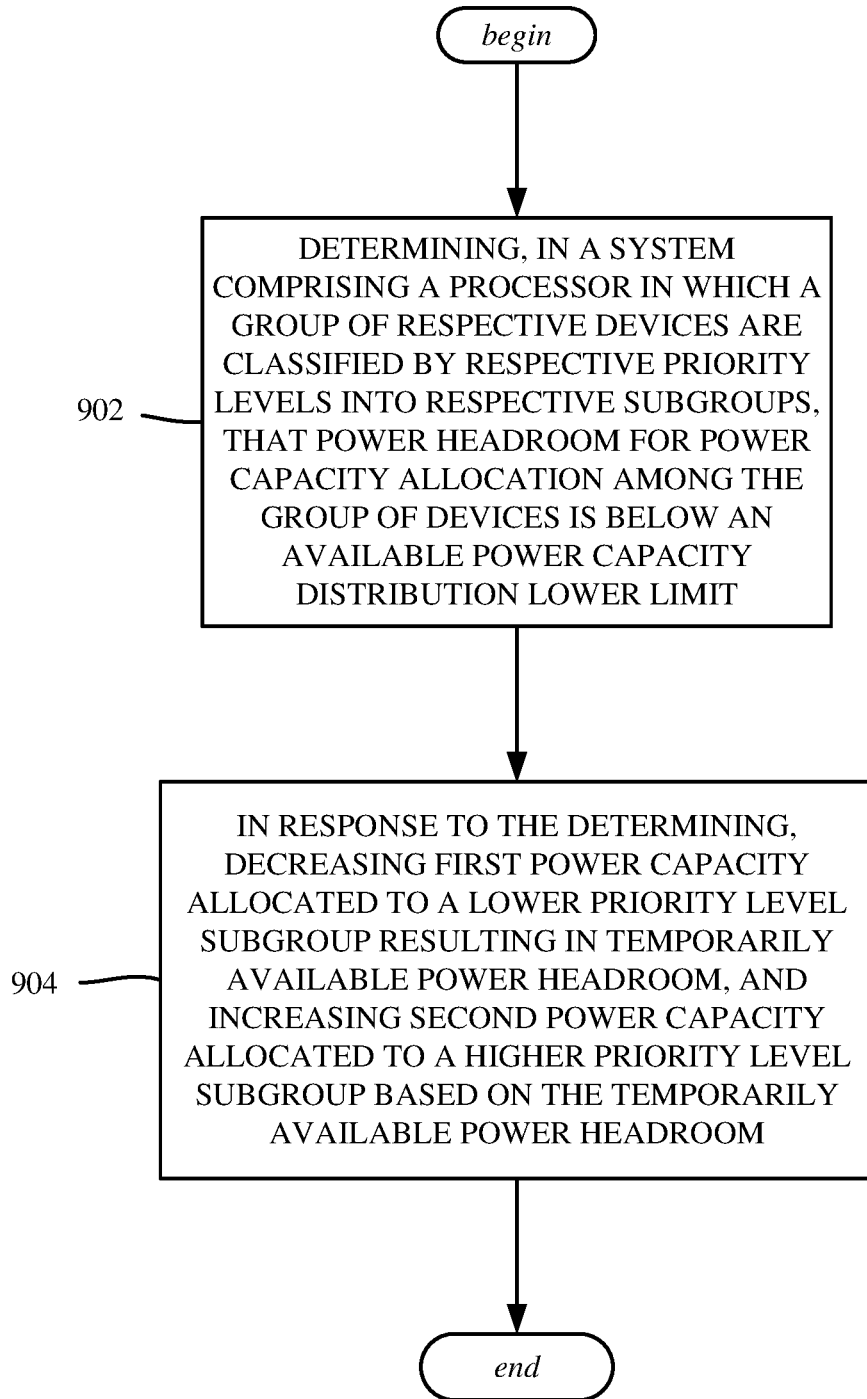 begin
DETERMINING, IN A SYSTEM
COMPRISING A PROCESSOR IN WHICH A
GROUP OF RESPECTIVE DEVICES ARE
CLASSIFIED BY RESPECTIVE PRIORITY
LEVELS INTO RESPECTIVE SUBGROUPS,
THAT POWER HEADROOM FOR POWER
CAPACITY ALLOCATION AMONG THE
GROUP OF DEVICES IS BELOW AN
AVAILABLE POWER CAPACITY
DISTRIBUTION LOWER LIMIT
902
IN RESPONSE TO THE DETERMINING,
DECREASING FIRST POWER CAPACITY
ALLOCATED TO A LOWER PRIORITY LEVEL
SUBGROUP RESULTING IN TEMPORARILY
AVAILABLE POWER HEADROOM, AND
INCREASING SECOND POWER CAPACITY
ALLOCATED TO A HIGHER PRIORITY LEVEL
SUBGROUP BASED ON THE TEMPORARILY
AVAILABLE POWER HEADROOM
904
end